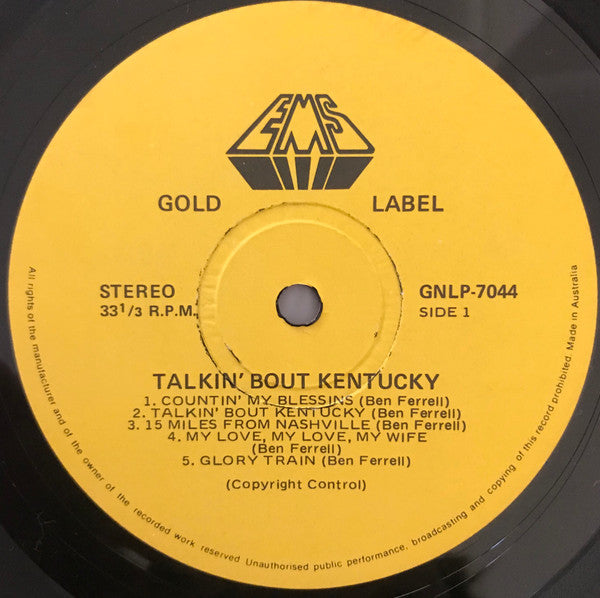 EMS
GOLD LABEL
STEREO
33 1/3 R.P.M.
GNLP-7044
SIDE 1
TALKIN' BOUT KENTUCKY
1. COUNTIN' MY BLESSINS (Ben Ferrell)
2. TALKIN' BOUT KENTUCKY (Ben Ferrell)
3. 15 MILES FROM NASHVILLE (Ben Ferrell)
4. MY LOVE, MY LOVE, MY WIFE
(Ben Ferrell)
5. GLORY TRAIN (Ben Ferrell)
(Copyright Control)
All rights of the manufacturer and of the owner of the recorded work reserved Unauthorised public performance, broadcasting and copying of this record prohibited. Made in Australia